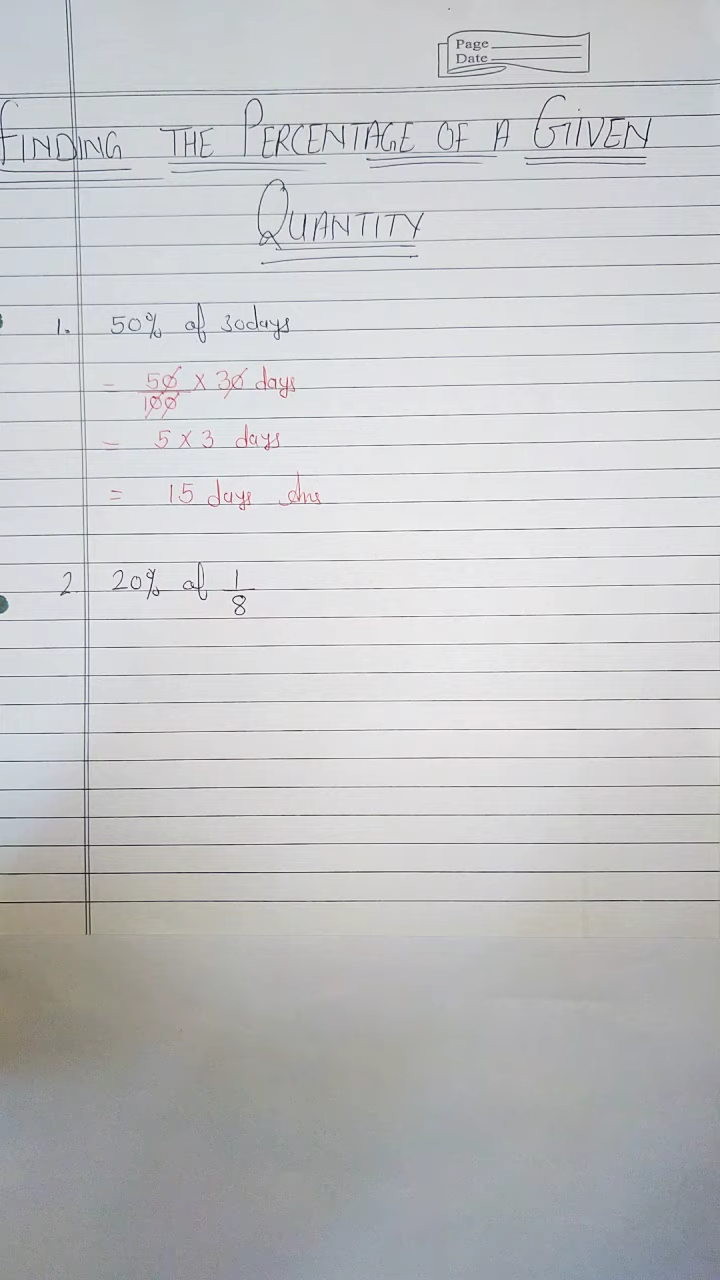 Page
Date
FINDING THE PERCENTAGE OF A GIVEN
QUANTITY
1. 50% of 30days
= 50/100 × 30 days
= 5 × 3 days
= 15 days Ans
2 20% of 1/8